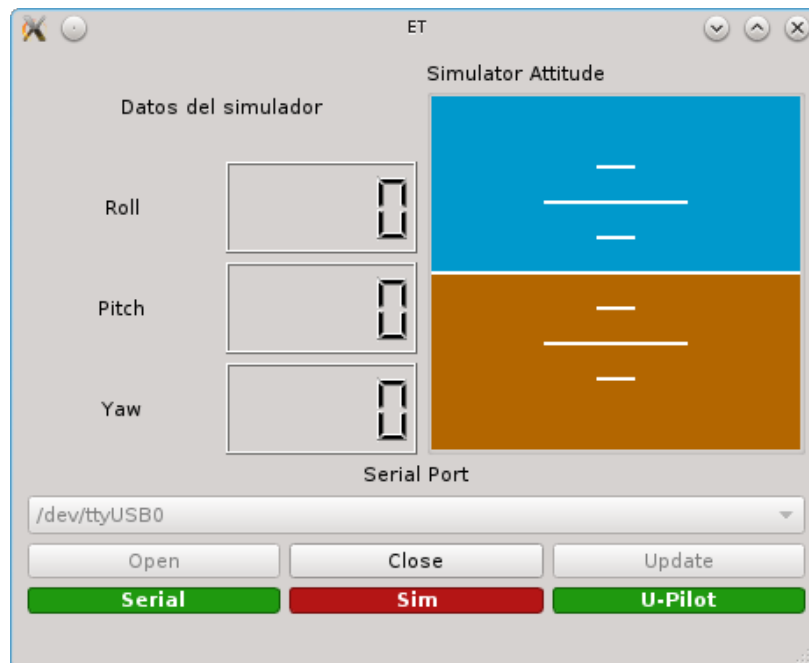 ET
Simulator Attitude
Datos del simulador
Roll
0
Pitch
0
Yaw
0
Serial Port
/dev/ttyUSB0
Open Close Update
Serial Sim U-Pilot